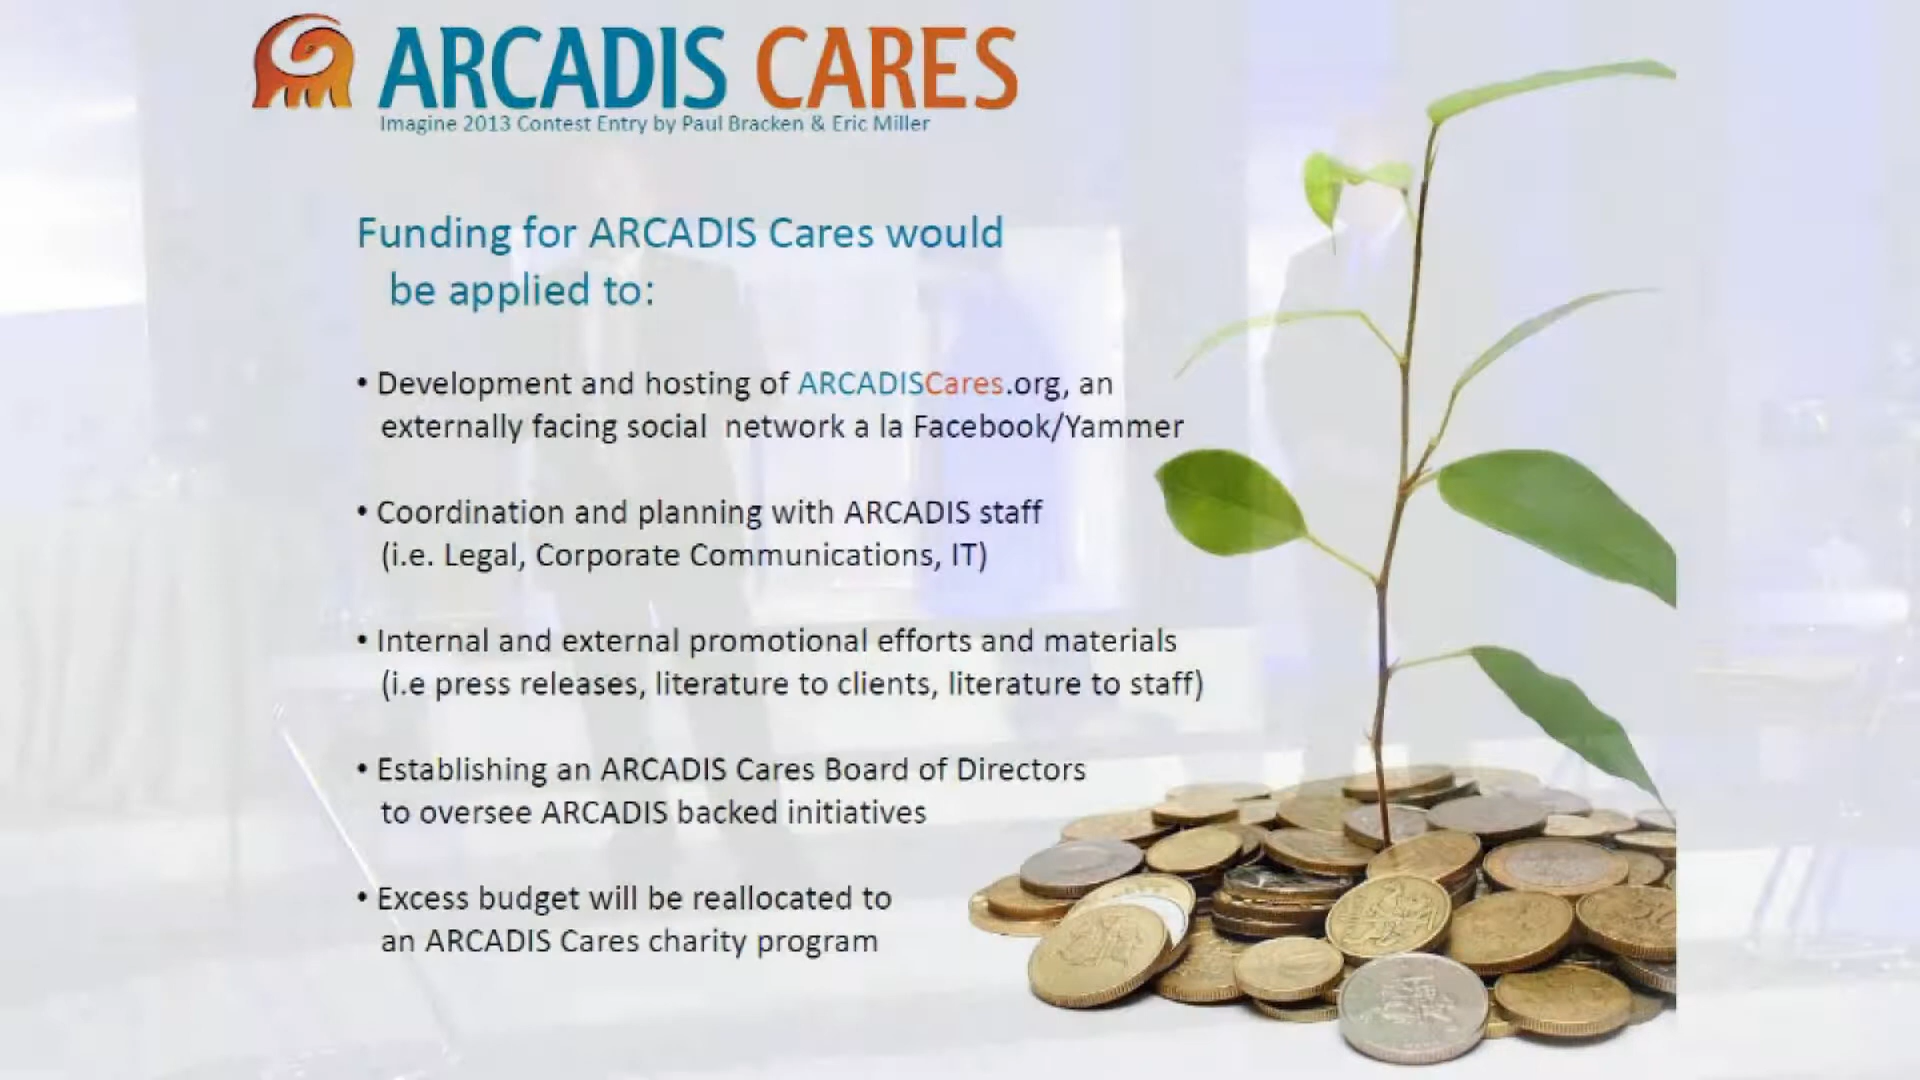 ARCADIS CARES
Imagine 2013 Contest Entry by Paul Bracken & Eric Miller
Funding for ARCADIS Cares would
be applied to:
• Development and hosting of ARCADISCares.org, an
externally facing social network a la Facebook/Yammer
• Coordination and planning with ARCADIS staff
(i.e. Legal, Corporate Communications, IT)
• Internal and external promotional efforts and materials
(i.e press releases, literature to clients, literature to staff)
• Establishing an ARCADIS Cares Board of Directors
to oversee ARCADIS backed initiatives
• Excess budget will be reallocated to
an ARCADIS Cares charity program